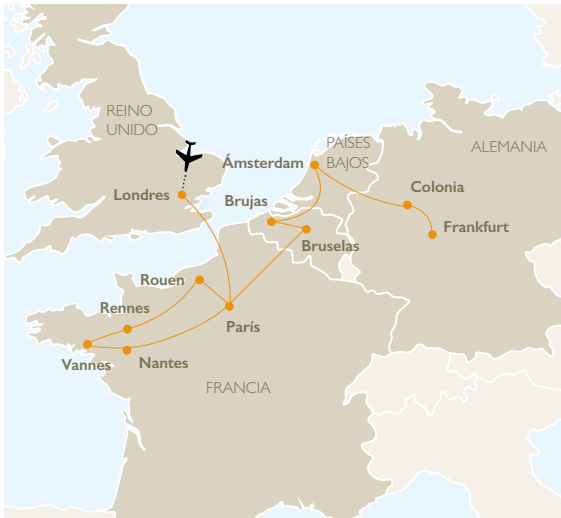 REINO
UNIDO
PAÍSES
BAJOS
ALEMANIA
Ámsterdam
Londres
Brujas
Colonia
Frankfurt
Bruselas
Rouen
Rennes
París
Vannes
Nantes
FRANCIA